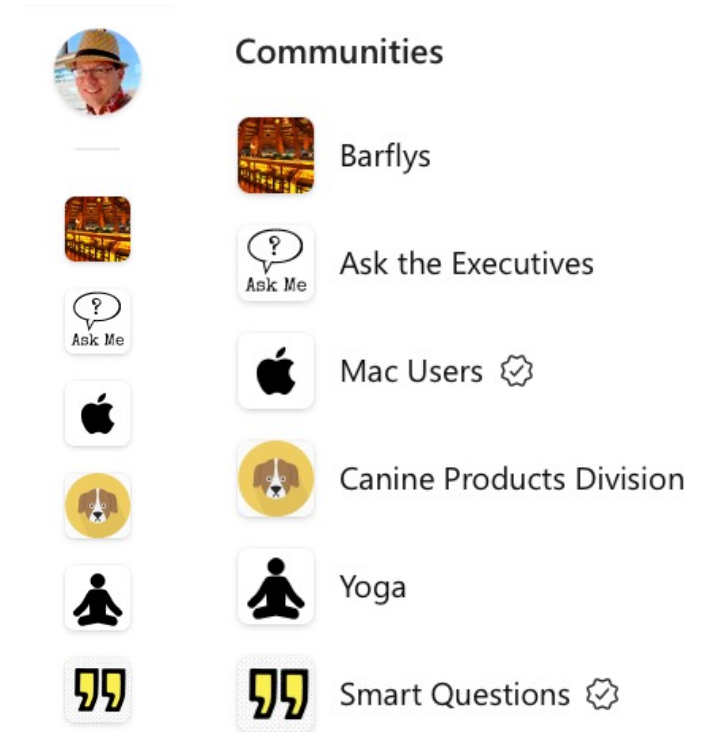 Communities
Barflys
?
Ask Me
Ask the Executives
?
Ask Me
Mac Users
Canine Products Division
Yoga
Smart Questions